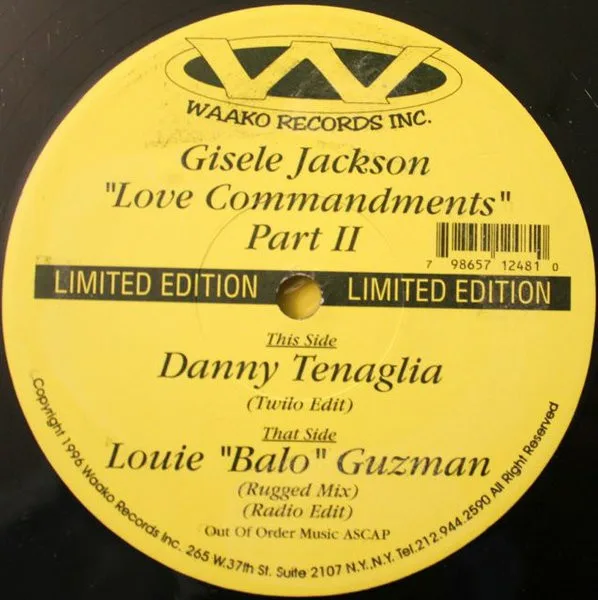 W
WAAKO RECORDS INC.
Gisele Jackson
"Love Commandments"
Part II
7 98657 12481 0
LIMITED EDITION LIMITED EDITION
This Side
Danny Tenaglia
(Twilo Edit)
That Side
Louie "Balo" Guzman
(Rugged Mix)
(Radio Edit)
Out Of Order Music ASCAP
Copyright 1996 Waako Records Inc. 265 W.37th St. Suite 2107 N.Y.,N.Y. Tel.212.944.2590 All Right Reserved